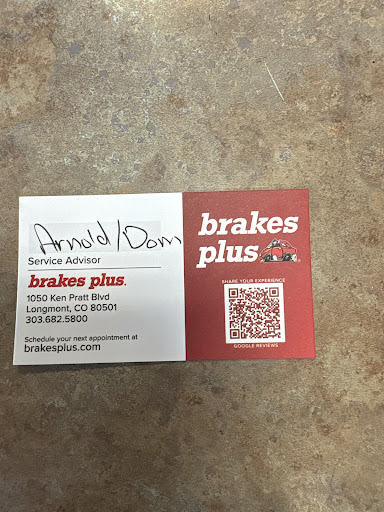 Arnold/Dom
Service Advisor
brakes plus.
1050 Ken Pratt Blvd
Longmont, CO 80501
303.682.5800
Schedule your next appointment at
brakesplus.com
brakes
plus
SHARE YOUR EXPERIENCE
GOOGLE REVIEWS